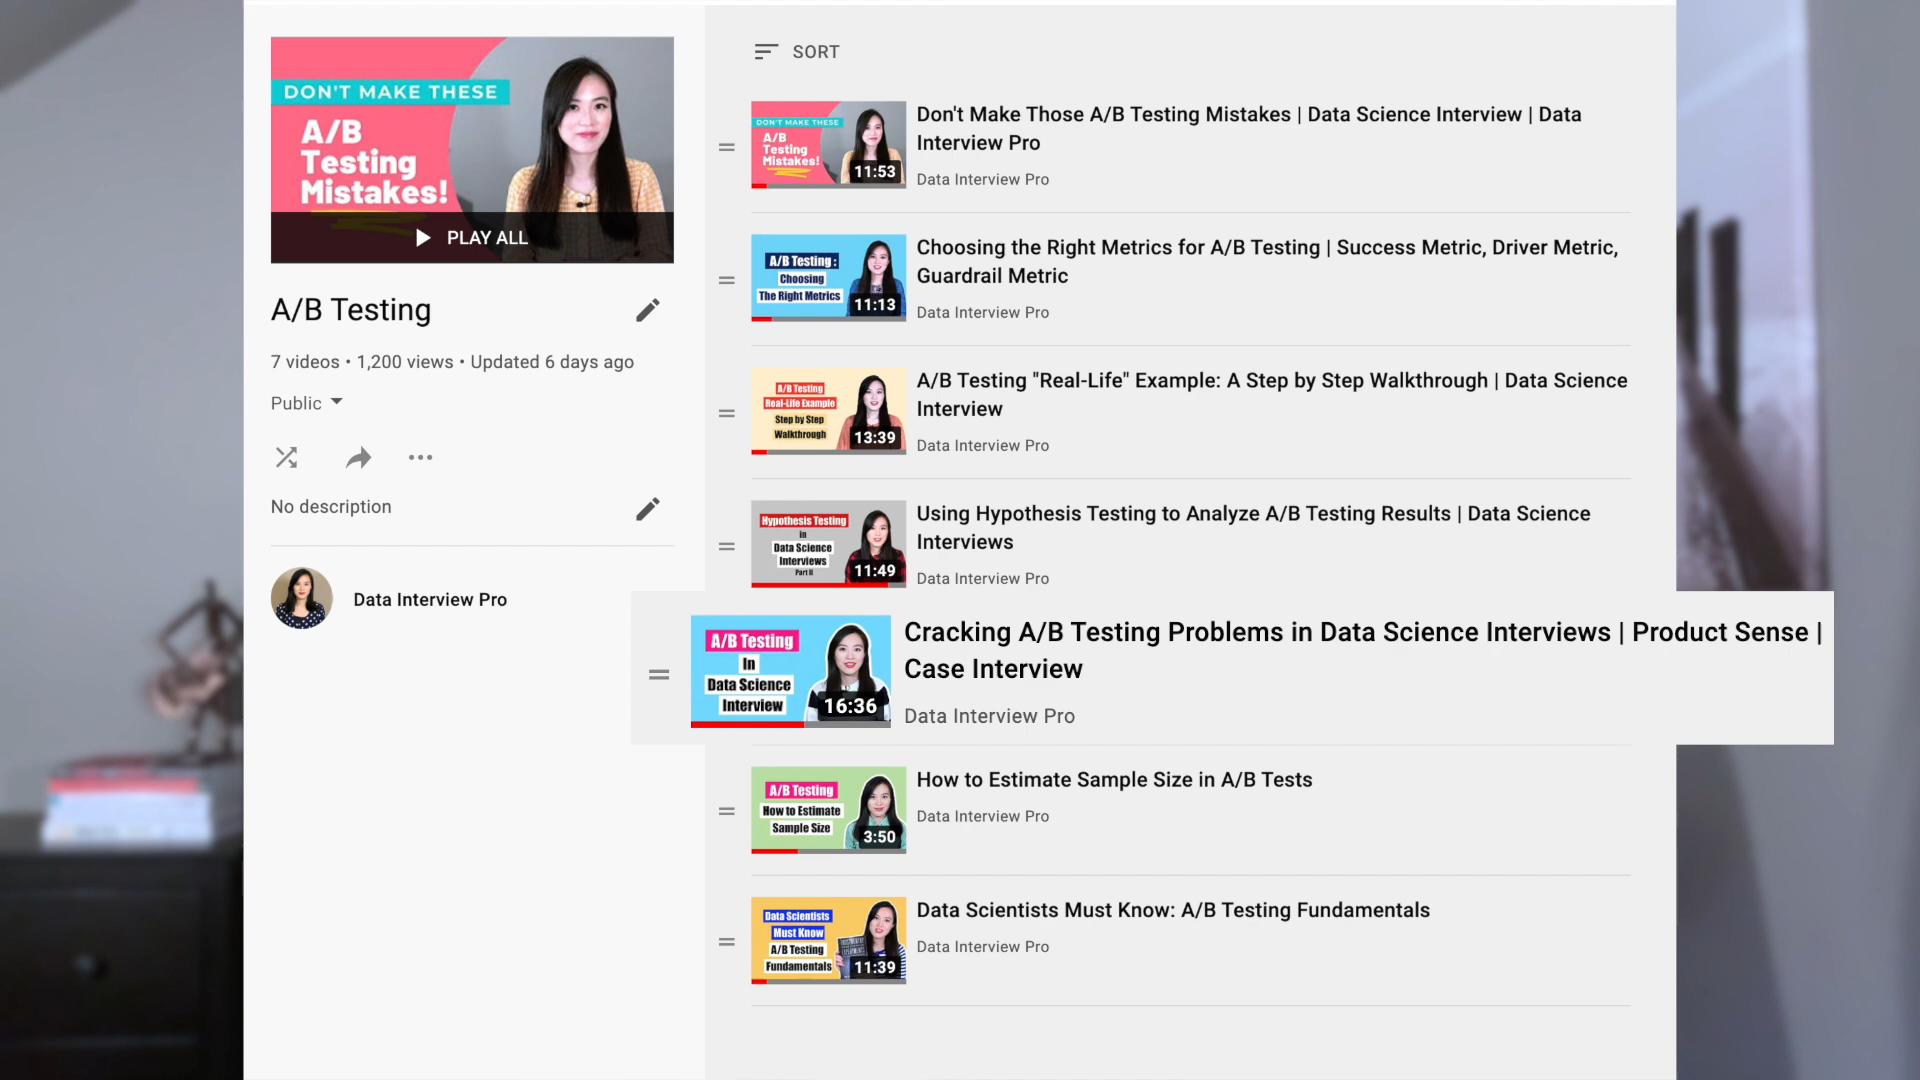 DON'T MAKE THESE
A/B
Testing
Mistakes!
PLAY ALL
A/B Testing
7 videos • 1,200 views • Updated 6 days ago
Public
No description
Data Interview Pro
SORT
DON'T MAKE THESE
A/B
Testing
Mistakes!
11:53
Don't Make Those A/B Testing Mistakes | Data Science Interview | Data
Interview Pro
Data Interview Pro
A/B Testing :
Choosing
The Right Metrics
11:13
Choosing the Right Metrics for A/B Testing | Success Metric, Driver Metric,
Guardrail Metric
Data Interview Pro
A/B Testing
Real-Life Example
Step by Step
Walkthrough
13:39
A/B Testing "Real-Life" Example: A Step by Step Walkthrough | Data Science
Interview
Data Interview Pro
Hypothesis Testing
in
Data Science
Interviews
Part II
11:49
Using Hypothesis Testing to Analyze A/B Testing Results | Data Science
Interviews
Data Interview Pro
A/B Testing
In
Data Science
Interview
16:36
Cracking A/B Testing Problems in Data Science Interviews | Product Sense |
Case Interview
Data Interview Pro
A/B Testing
How to Estimate
Sample Size
3:50
How to Estimate Sample Size in A/B Tests
Data Interview Pro
Data Scientists
Must Know
A/B Testing
Fundamentals
11:39
Data Scientists Must Know: A/B Testing Fundamentals
Data Interview Pro